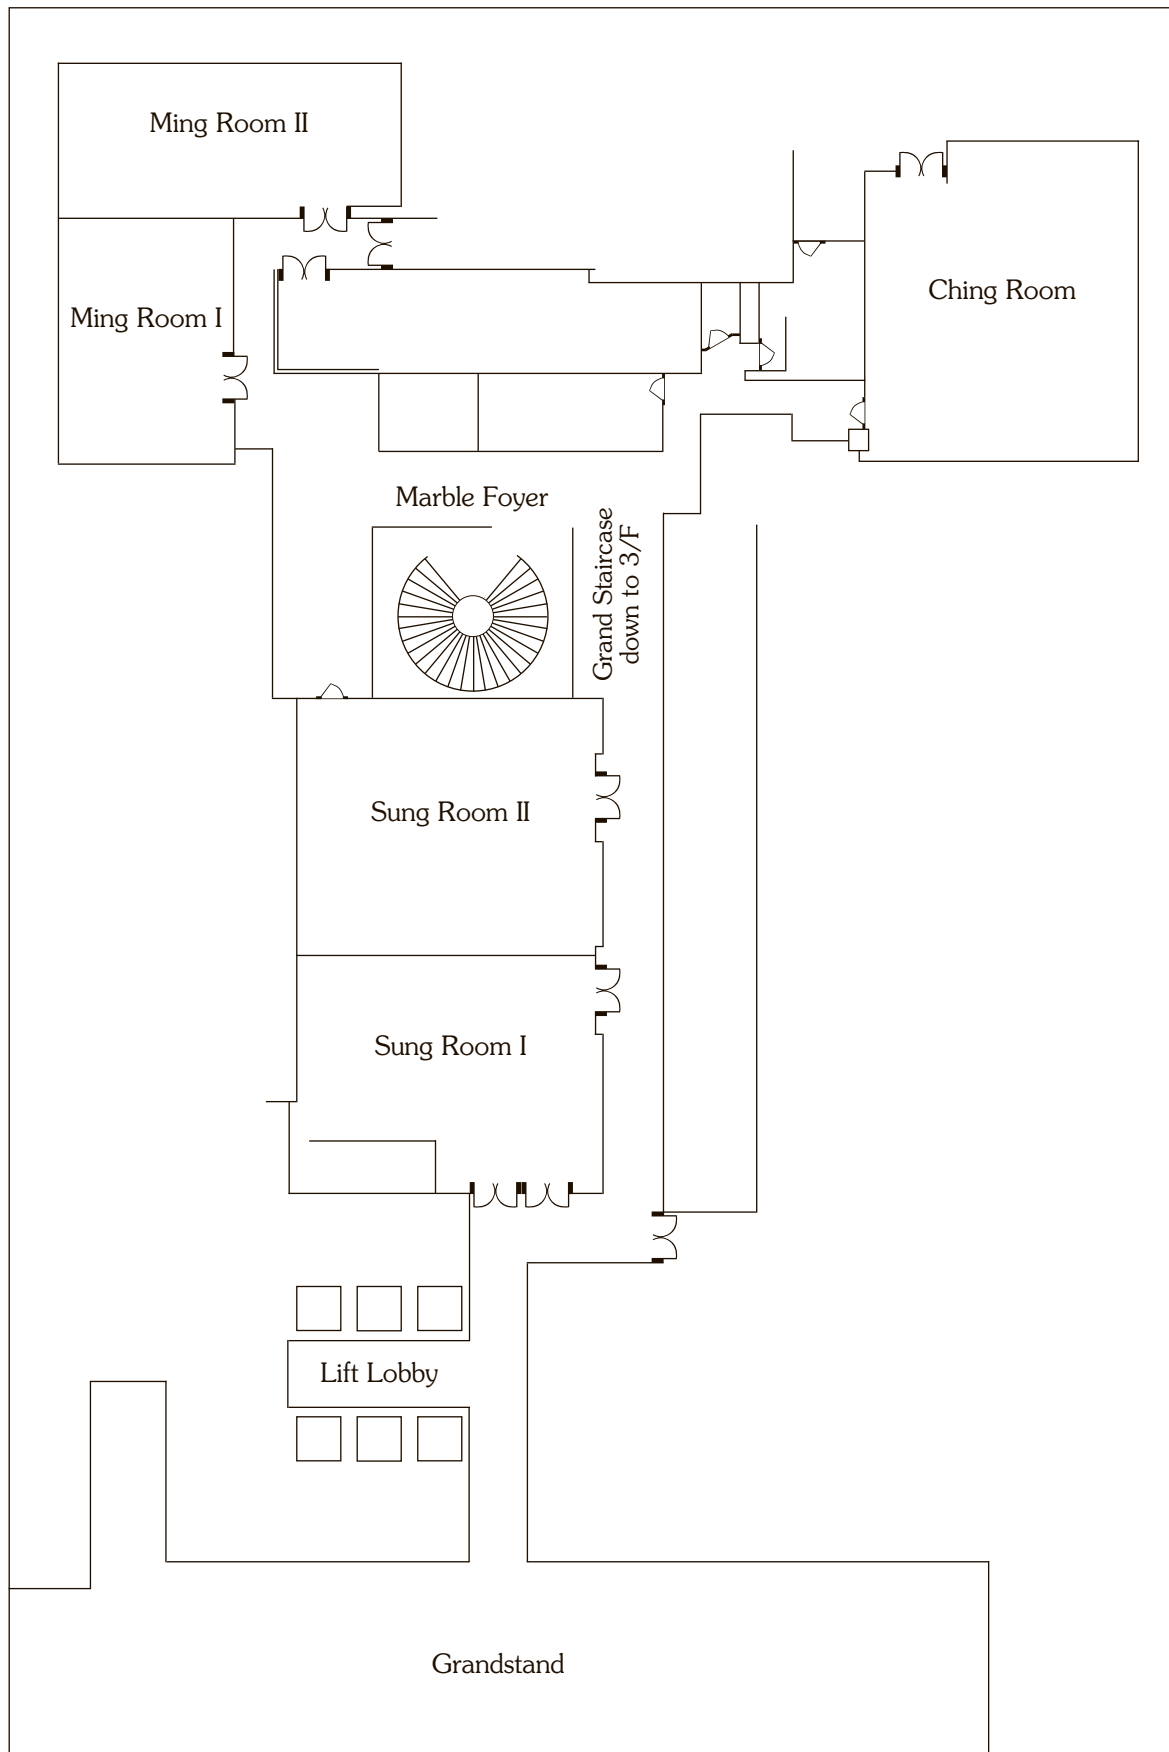 Ming Room II
Ming Room I
Ching Room
Marble Foyer
Grand Staircase
down to 3/F
Sung Room II
Sung Room I
Lift Lobby
Grandstand